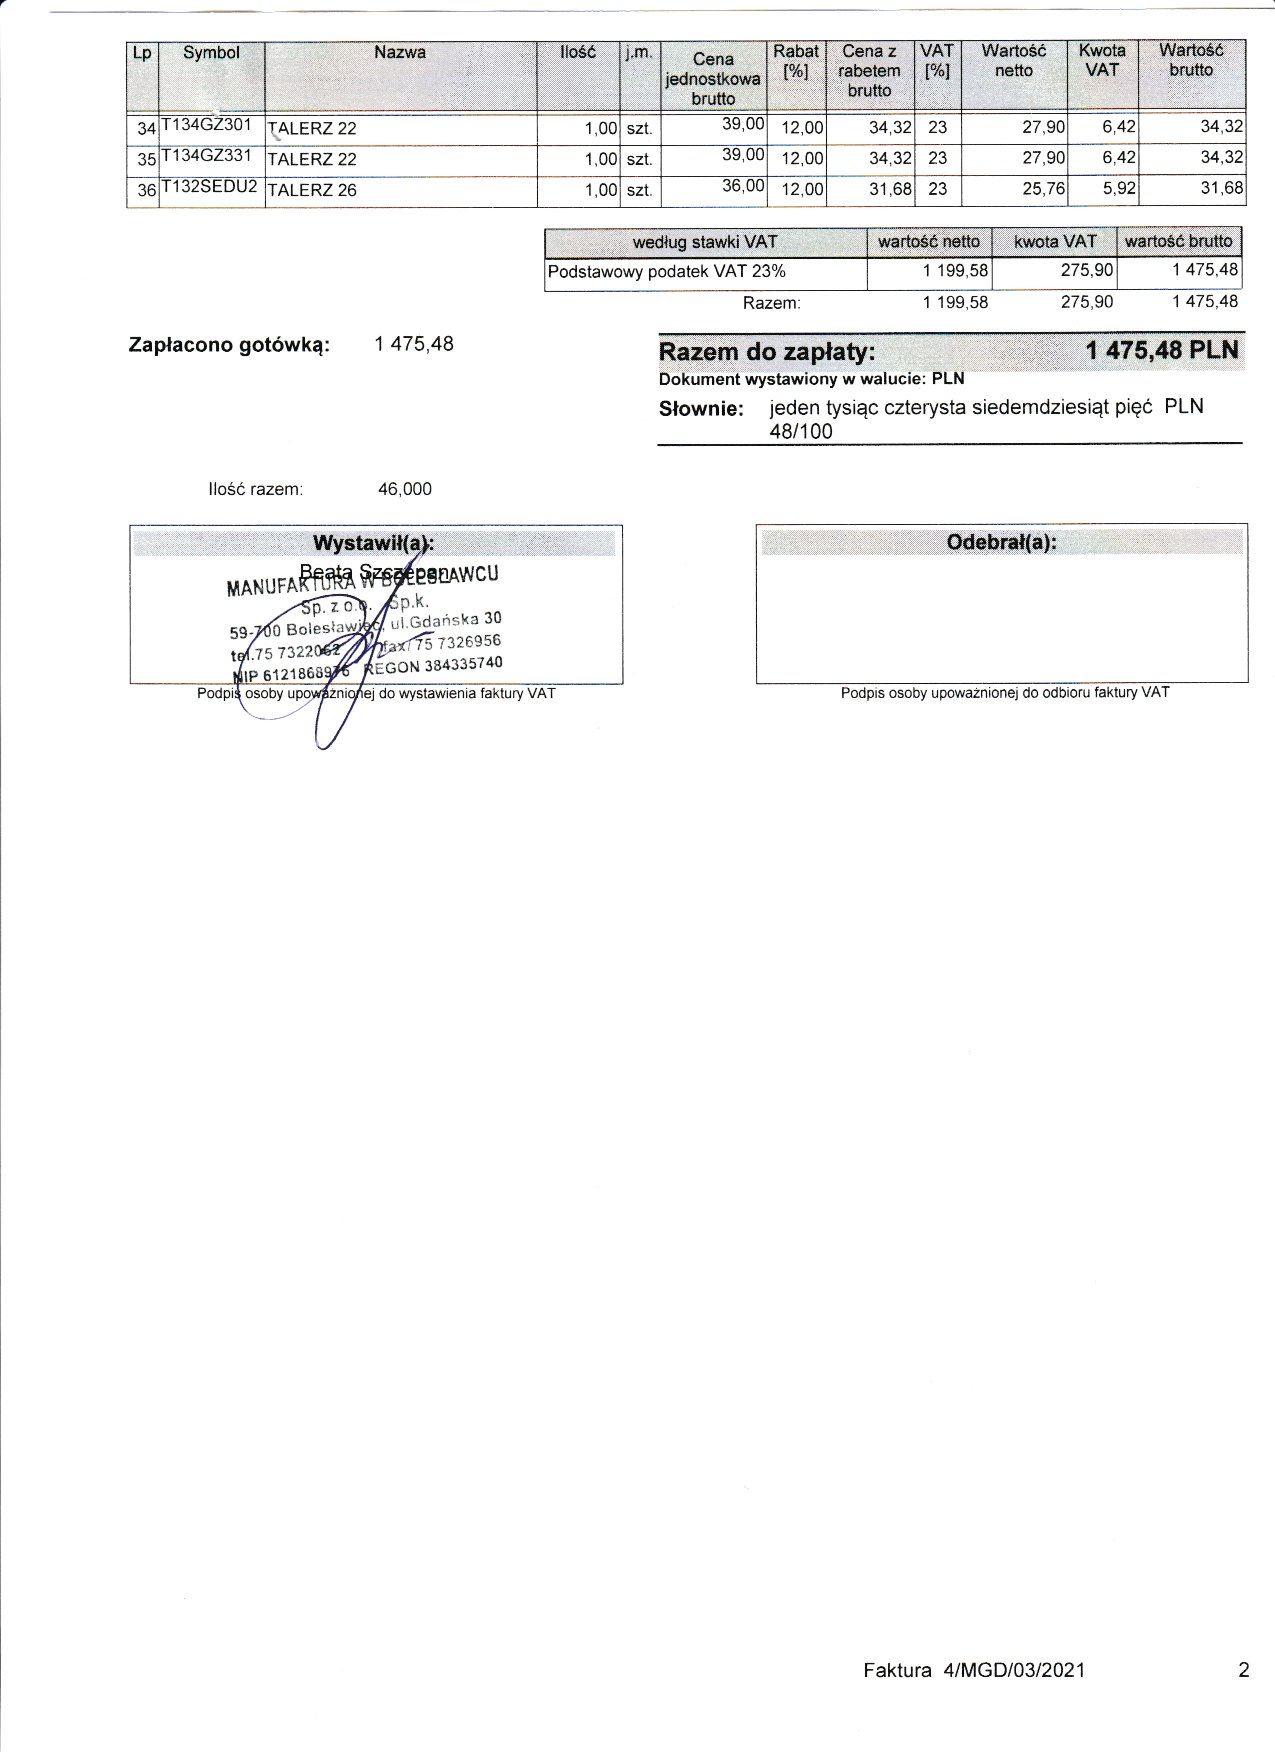 Lp Symbol Nazwa Ilość j.m. Cena jednostkowa brutto Rabat [%] Cena z rabetem brutto VAT [%] Wartość netto Kwota VAT Wartość brutto
34 T134GZ301 TALERZ 22 1,00 szt. 39,00 12,00 34,32 23 27,90 6,42 34,32
35 T134GZ331 TALERZ 22 1,00 szt. 39,00 12,00 34,32 23 27,90 6,42 34,32
36 T132SEDU2 TALERZ 26 1,00 szt. 36,00 12,00 31,68 23 25,76 5,92 31,68
według stawki VAT wartość netto kwota VAT wartość brutto
Podstawowy podatek VAT 23% 1 199,58 275,90 1 475,48
Razem: 1 199,58 275,90 1 475,48
Zapłacono gotówką: 1 475,48
Razem do zapłaty: 1 475,48 PLN
Dokument wystawiony w walucie: PLN
Słownie: jeden tysiąc czterysta siedemdziesiąt pięć PLN
48/100
Ilość razem: 46,000
Wystawił(a):
Beata
MANUFAKTURA W BOLESŁAWCU
Sp. z o.o. Sp.k.
59-700 Bolesławiec, ul.Gdańska 30
tel.75 7322062 fax/75 7326956
NIP 6121868976 REGON 384335740
Podpis osoby upoważnionej do wystawienia faktury VAT
Odebrał(a):
Podpis osoby upoważnionej do odbioru faktury VAT
Faktura 4/MGD/03/2021 2